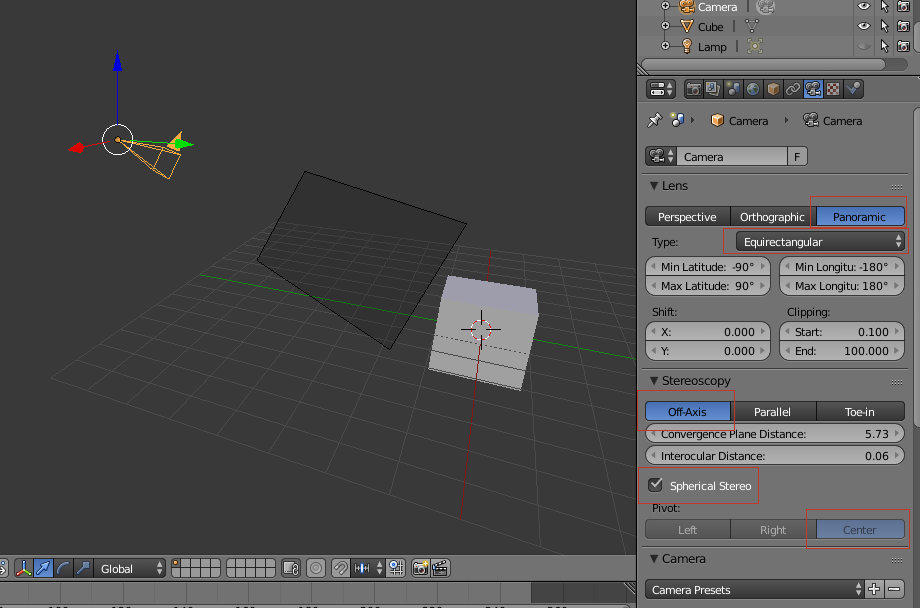 Camera
Cube
Lamp
Camera
Camera
Camera F
Lens
Perspective Orthographic Panoramic
Type: Equirectangular
Min Latitude: -90° Min Longitu: -180°
Max Latitude: 90° Max Longitu: 180°
Shift: Clipping:
X: 0.000 Start: 0.100
Y: 0.000 End: 100.000
Stereoscopy
Off-Axis Parallel Toe-in
Convergence Plane Distance: 5.73
Interocular Distance: 0.06
Spherical Stereo
Pivot:
Left Right Center
Camera
Global
Camera Presets